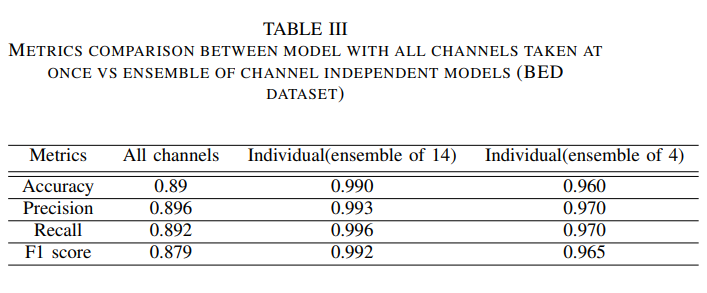 TABLE III
METRICS COMPARISON BETWEEN MODEL WITH ALL CHANNELS TAKEN AT
ONCE VS ENSEMBLE OF CHANNEL INDEPENDENT MODELS (BED
DATASET)
Metrics All channels Individual(ensemble of 14) Individual(ensemble of 4)
Accuracy 0.89 0.990 0.960
Precision 0.896 0.993 0.970
Recall 0.892 0.996 0.970
F1 score 0.879 0.992 0.965